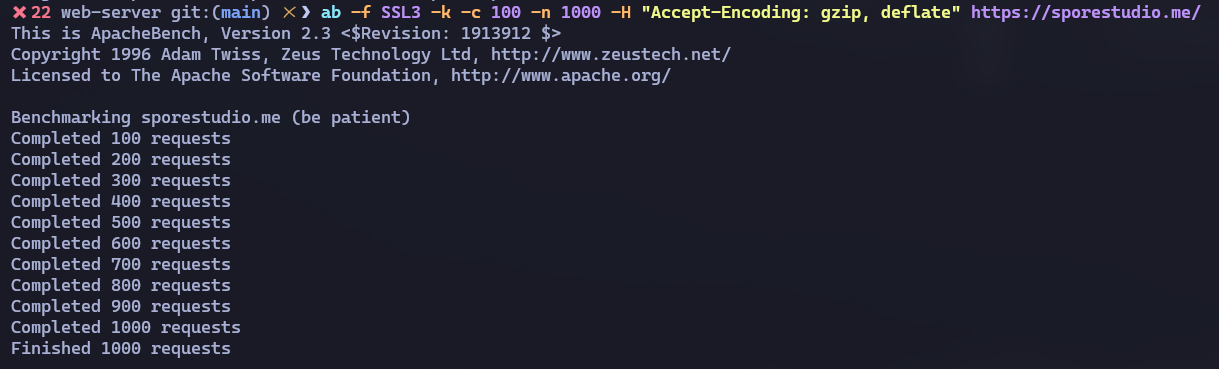 ✖ 22 web-server git:(main) ✕❯ ab -f SSL3 -k -c 100 -n 1000 -H "Accept-Encoding: gzip, deflate" https://sporestudio.me/
This is ApacheBench, Version 2.3 <$Revision: 1913912 $>
Copyright 1996 Adam Twiss, Zeus Technology Ltd, http://www.zeustech.net/
Licensed to The Apache Software Foundation, http://www.apache.org/

Benchmarking sporestudio.me (be patient)
Completed 100 requests
Completed 200 requests
Completed 300 requests
Completed 400 requests
Completed 500 requests
Completed 600 requests
Completed 700 requests
Completed 800 requests
Completed 900 requests
Completed 1000 requests
Finished 1000 requests